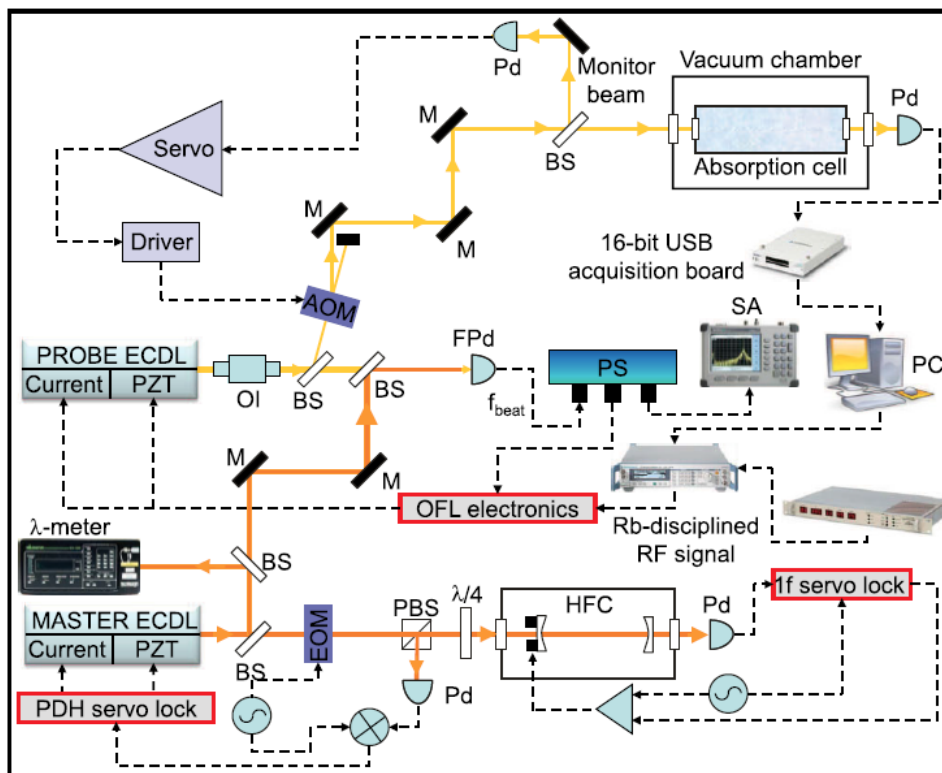 Pd
Monitor
beam
Vacuum chamber
Pd
M
BS
Absorption cell
Servo
M
M
Driver
16-bit USB
acquisition board
AOM
SA
PROBE ECDL
Current
PZT
OI
BS
BS
FPd
f_beat
PS
PC
M
M
OFL electronics
Rb-disciplined
RF signal
λ-meter
BS
1f servo lock
MASTER ECDL
Current
PZT
BS
EOM
PBS
λ/4
HFC
Pd
Pd
PDH servo lock